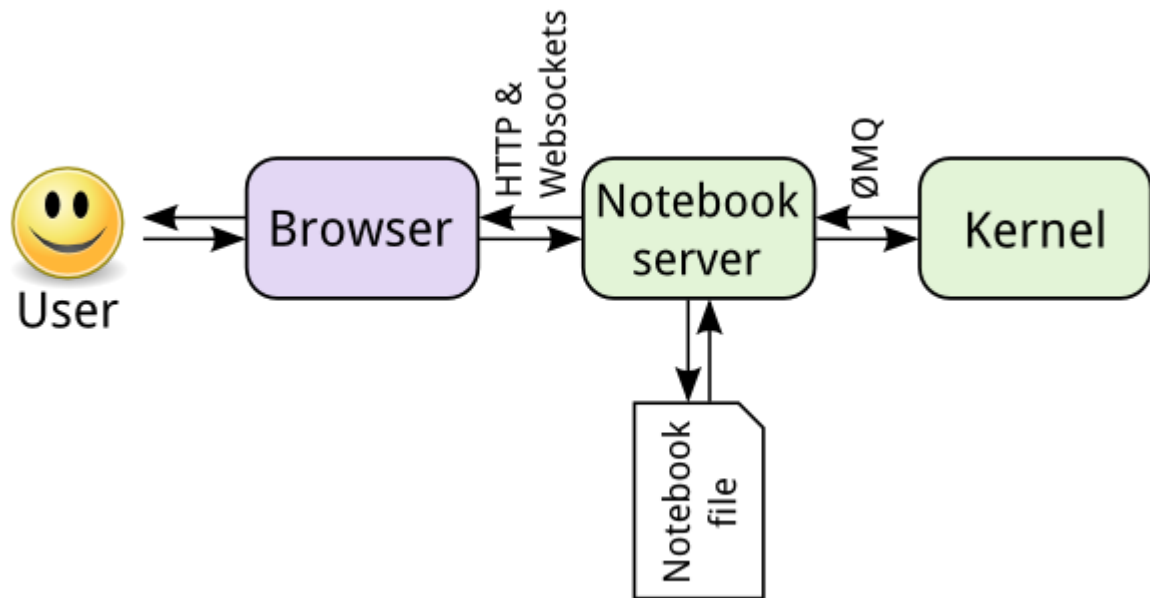 User
Browser
HTTP &
Websockets
Notebook
server
ØMQ
Kernel
Notebook
file